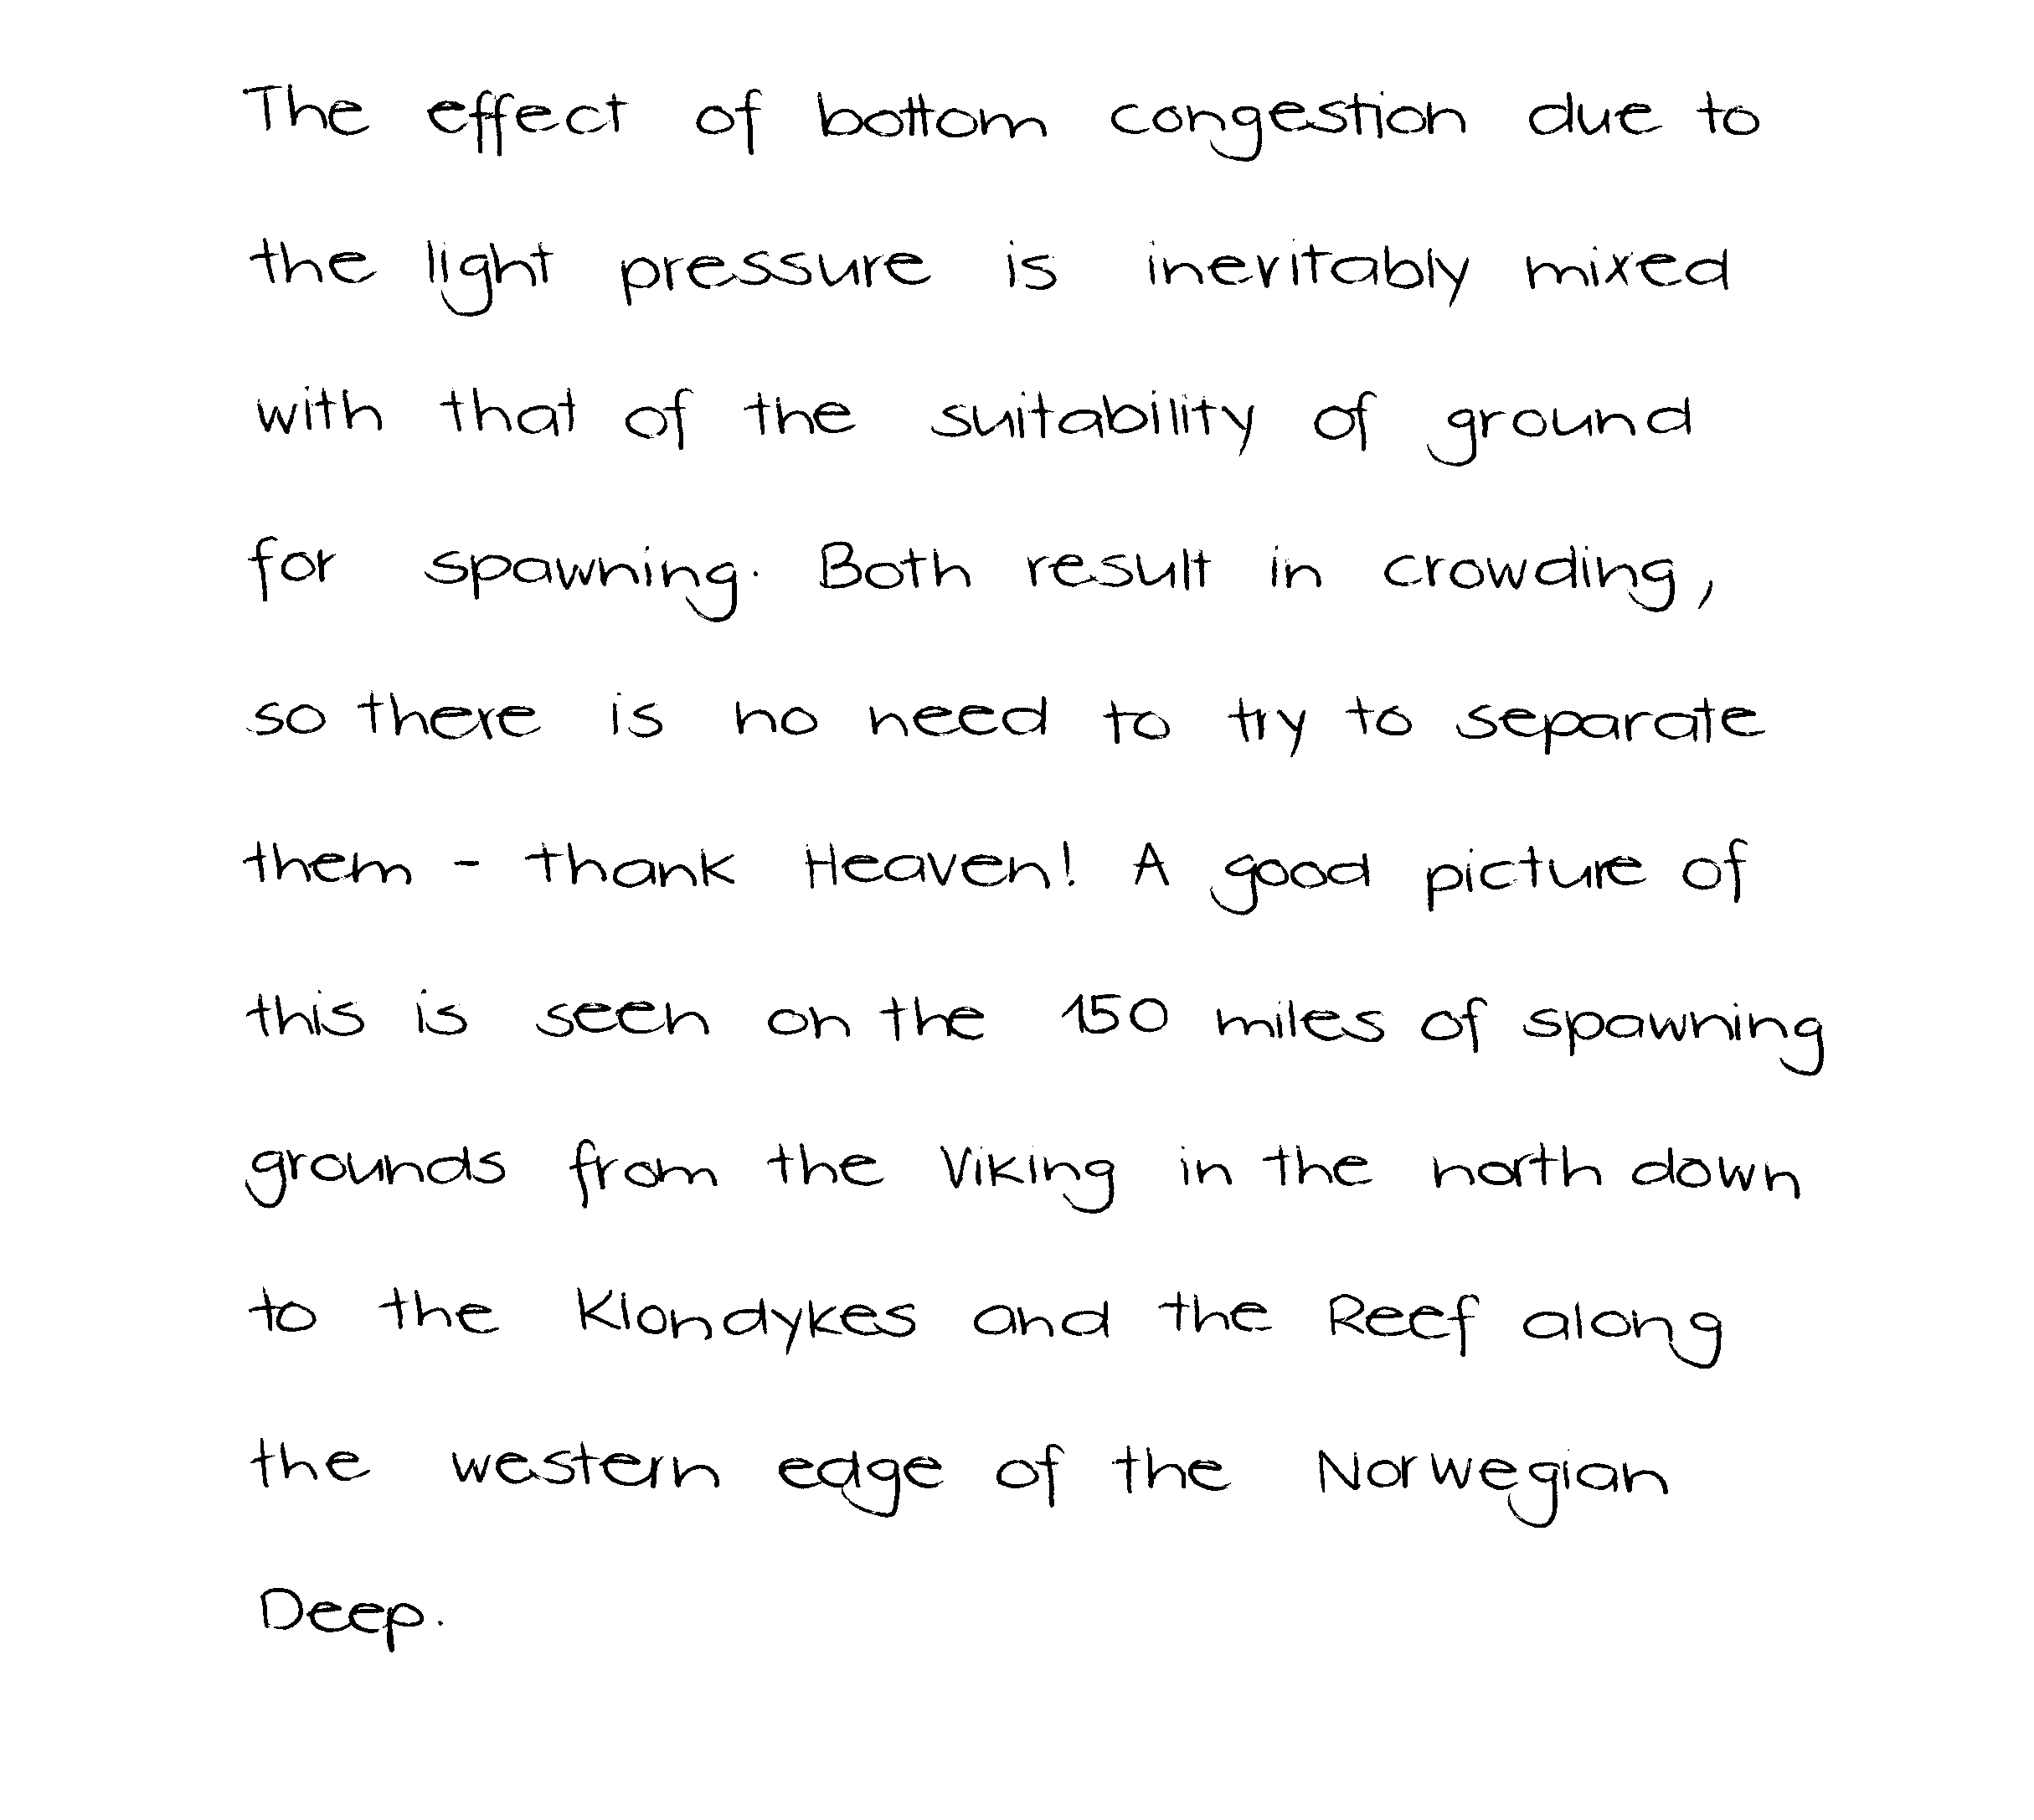 The effect of bottom congestion due to
the light pressure is inevitably mixed
with that of the suitability of ground
for spawning. Both result in crowding,
so there is no need to try to separate
them - thank Heaven! A good picture of
this is seen on the 150 miles of spawning
grounds from the Viking in the north down
to the Klondykes and the Reef along
the western edge of the Norwegian
Deep.